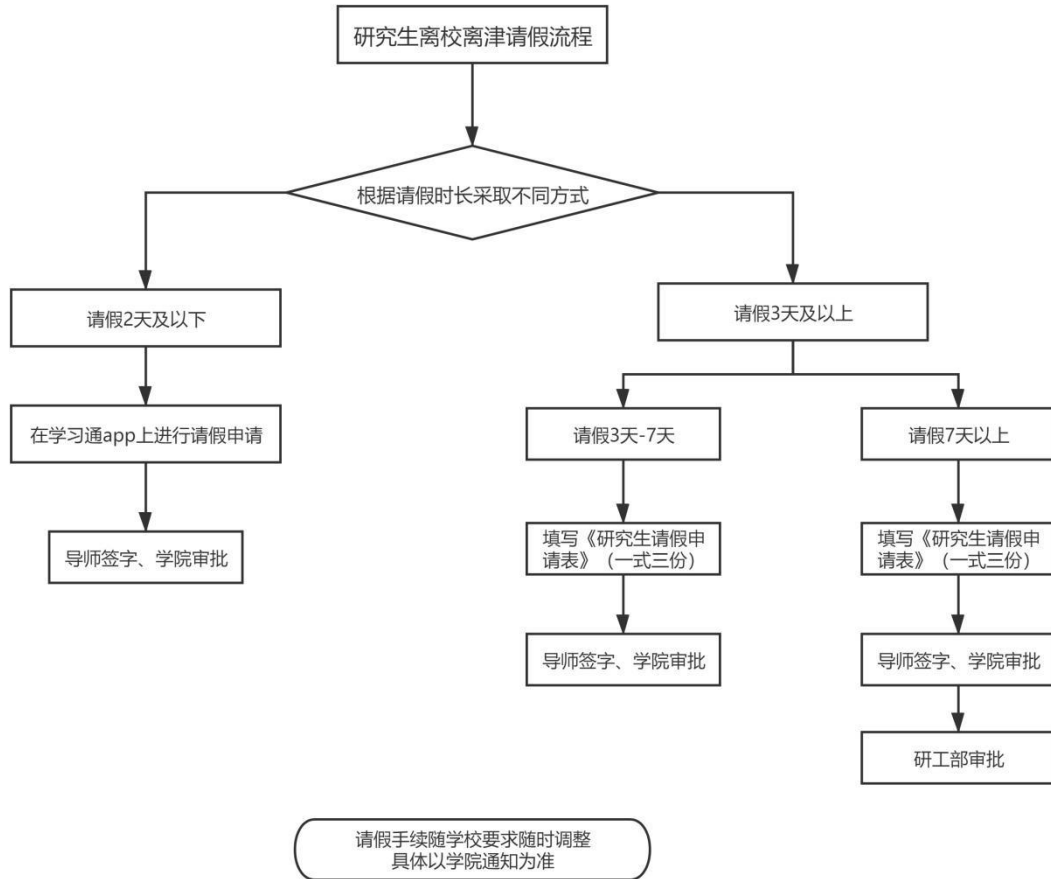 研究生离校离津请假流程
根据请假时长采取不同方式
请假2天及以下
请假3天及以上
在学习通app上进行请假申请
请假3天-7天
请假7天以上
导师签字、学院审批
填写《研究生请假申
请表》（一式三份）
填写《研究生请假申
请表》（一式三份）
导师签字、学院审批
导师签字、学院审批
研工部审批
请假手续随学校要求随时调整
具体以学院通知为准